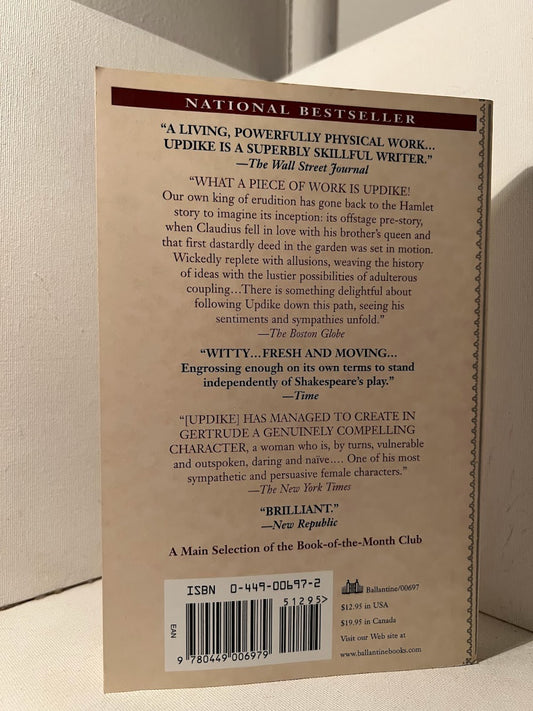 NATIONAL BESTSELLER
“A LIVING, POWERFULLY PHYSICAL WORK…
UPDIKE IS A SUPERBLY SKILLFUL WRITER.”
—The Wall Street Journal
“WHAT A PIECE OF WORK IS UPDIKE!
Our own king of erudition has gone back to the Hamlet
story to imagine its inception: its offstage pre-story,
when Claudius fell in love with his brother’s queen and
that first dastardly deed in the garden was set in motion.
Wickedly replete with allusions, weaving the history
of ideas with the lustier possibilities of adulterous
coupling…There is something delightful about
following Updike down this path, seeing his
sentiments and sympathies unfold.”
—The Boston Globe
“WITTY…FRESH AND MOVING…
Engrossing enough on its own terms to stand
independently of Shakespeare’s play.”
—Time
“[UPDIKE] HAS MANAGED TO CREATE IN
GERTRUDE A GENUINELY COMPELLING
CHARACTER, a woman who is, by turns, vulnerable
and outspoken, daring and naïve.… One of his most
sympathetic and persuasive female characters.”
—The New York Times
“BRILLIANT.”
—New Republic
A Main Selection of the Book-of-the-Month Club
ISBN 0-449-00697-2
51295>
EAN
9 780449 006979
Ballantine/00697
$12.95 in USA
$19.95 in Canada
Visit our Web site at
www.ballantinebooks.com